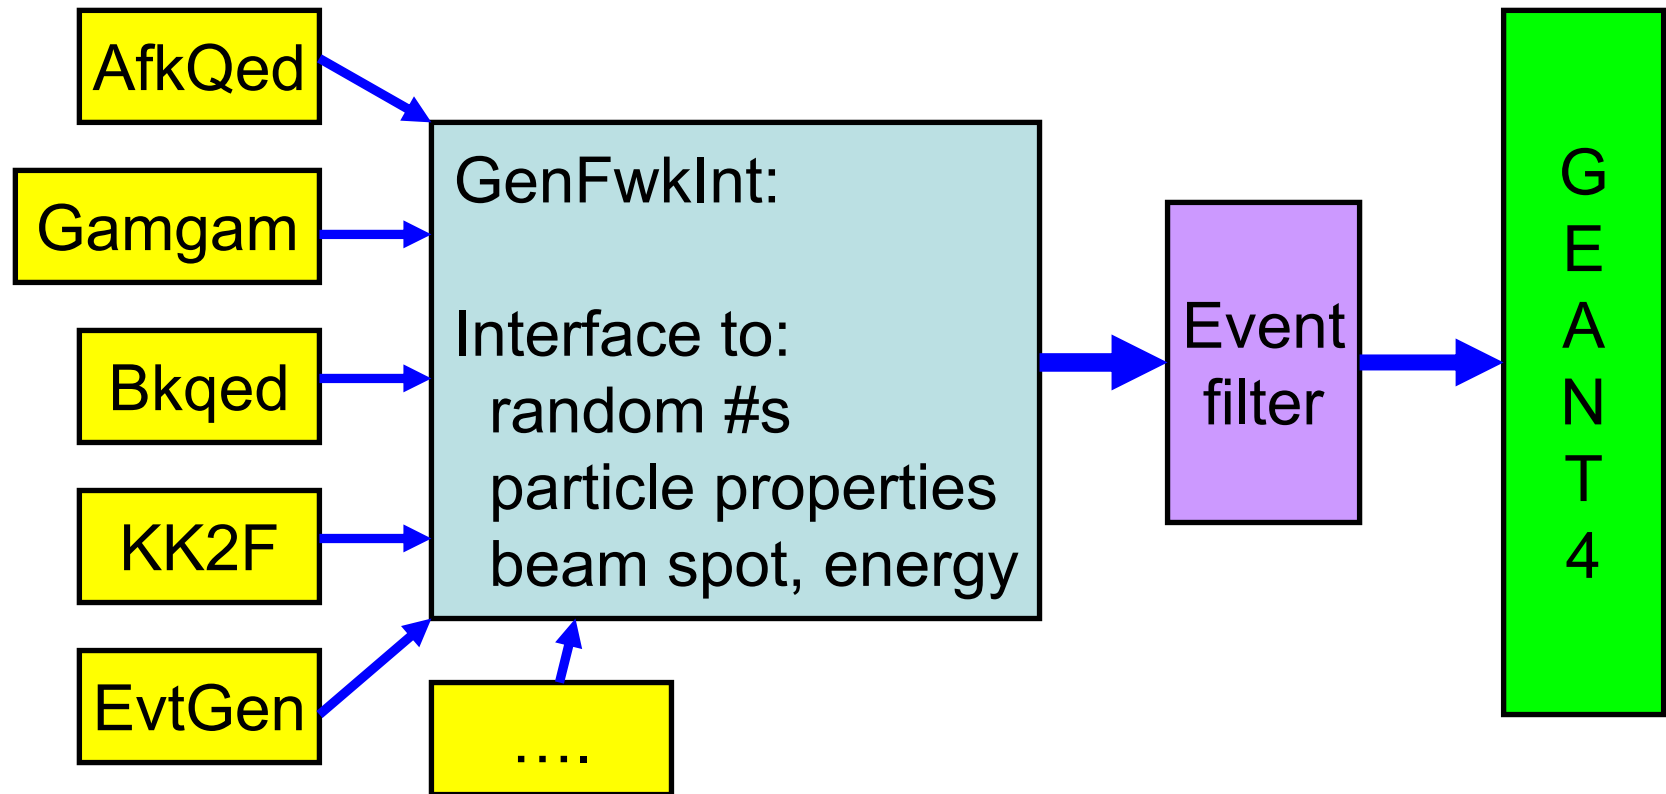 AfkQed
Gamgam
Bkqed
KK2F
EvtGen
....
GenFwkInt:
Interface to:
random #s
particle properties
beam spot, energy
Event
filter
G
E
A
N
T
4